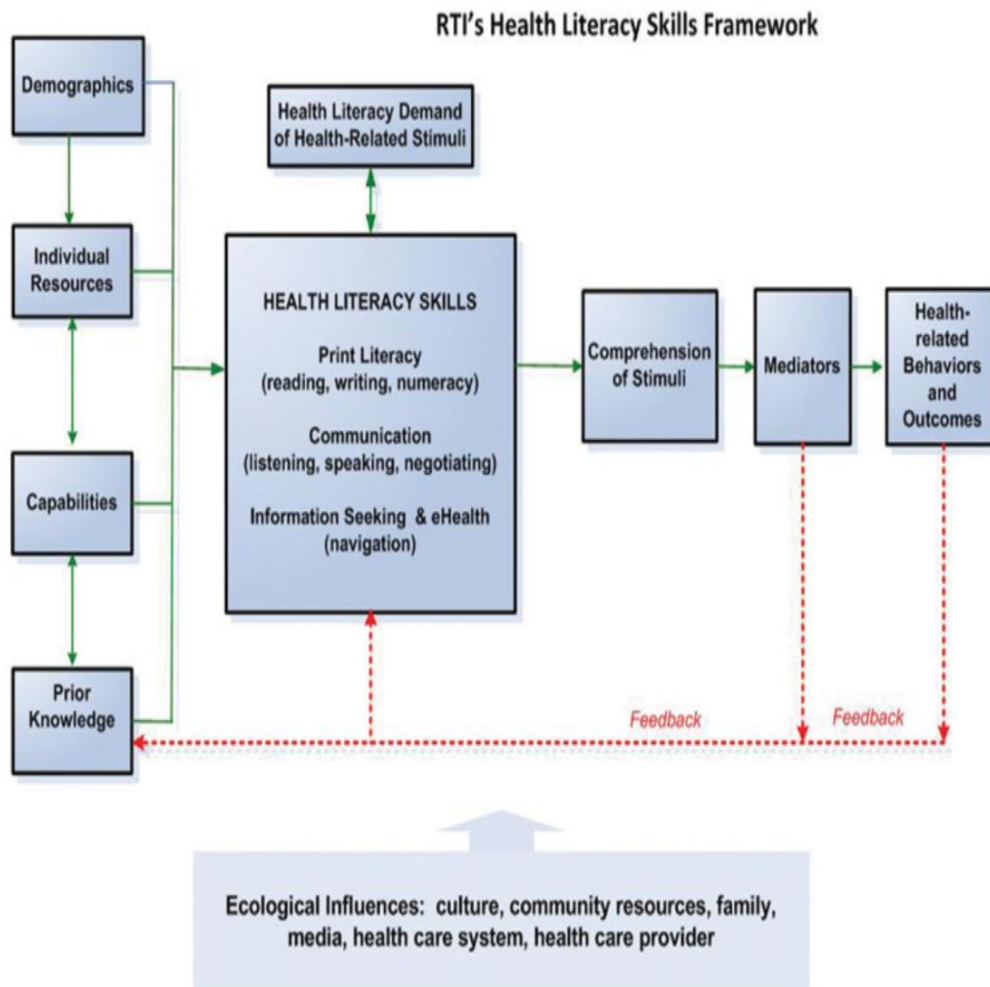 RTI's Health Literacy Skills Framework
Demographics
Individual
Resources
Capabilities
Prior
Knowledge
Health Literacy Demand
of Health-Related Stimuli
HEALTH LITERACY SKILLS
Print Literacy
(reading, writing, numeracy)
Communication
(listening, speaking, negotiating)
Information Seeking & eHealth
(navigation)
Comprehension
of Stimuli
Mediators
Health-
related
Behaviors
and
Outcomes
Feedback
Feedback
Ecological Influences: culture, community resources, family,
media, health care system, health care provider